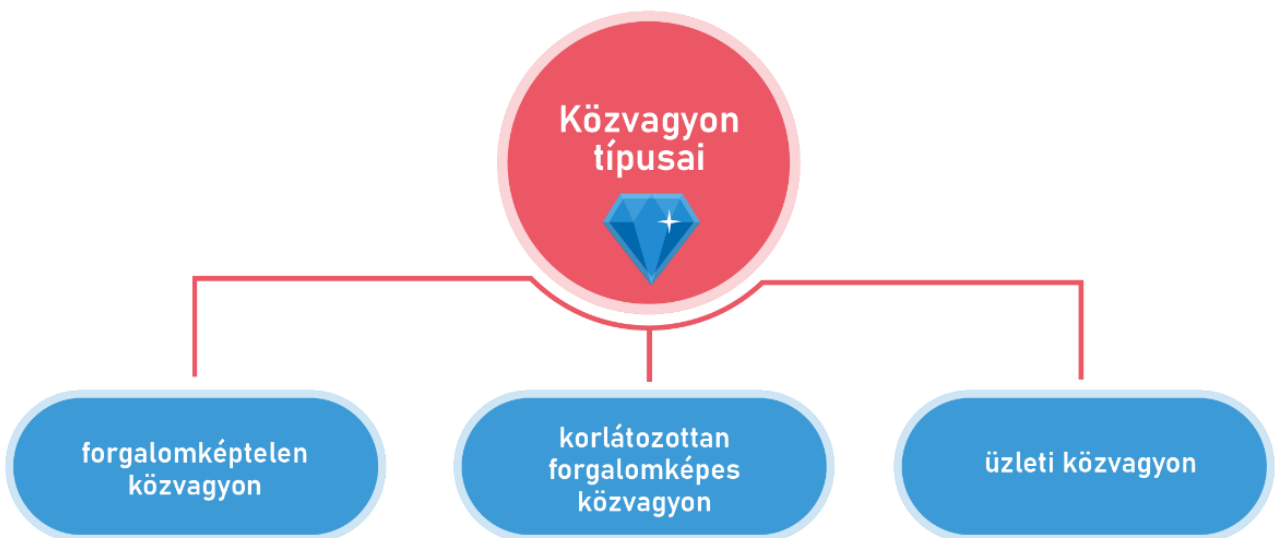 Közvagyon
típusai
forgalomképtelen
közvagyon
korlátozottan
forgalomképes
közvagyon
üzleti közvagyon